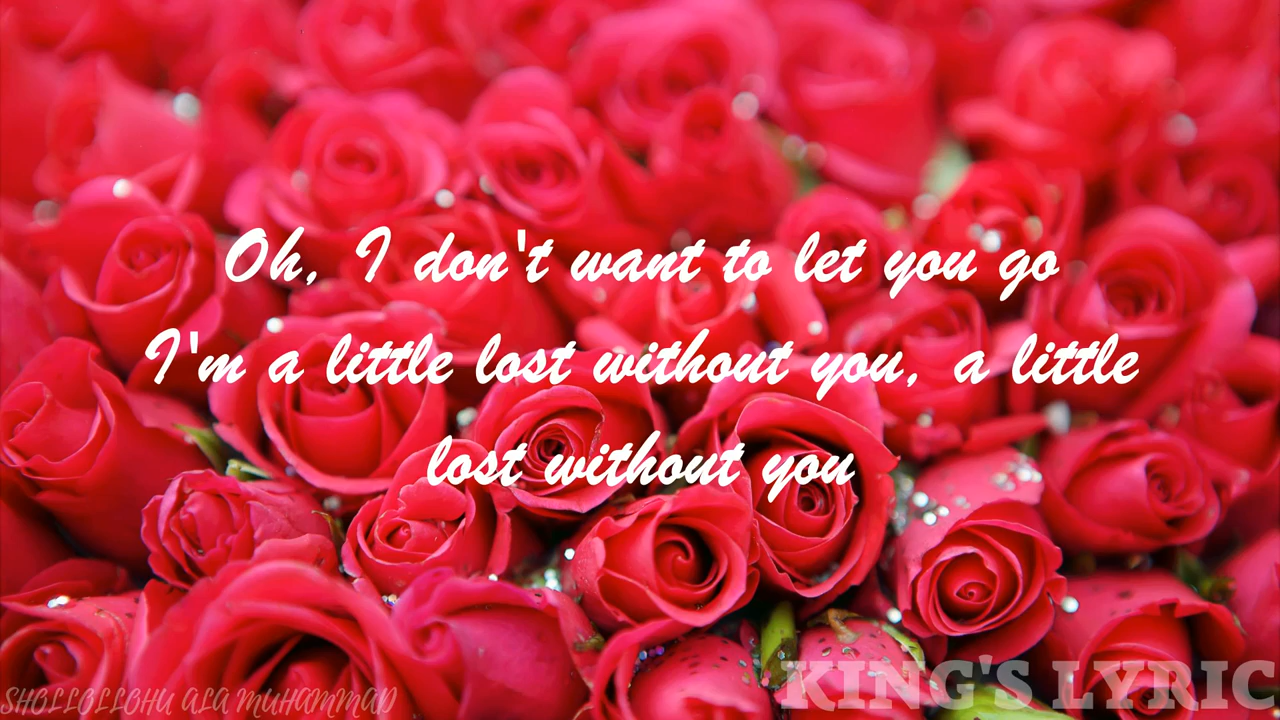 Oh, I don't want to let you go
I'm a little lost without you, a little
lost without you
SHOLLOLLOHU ALA MUHAMMAD
KING'S LYRIC